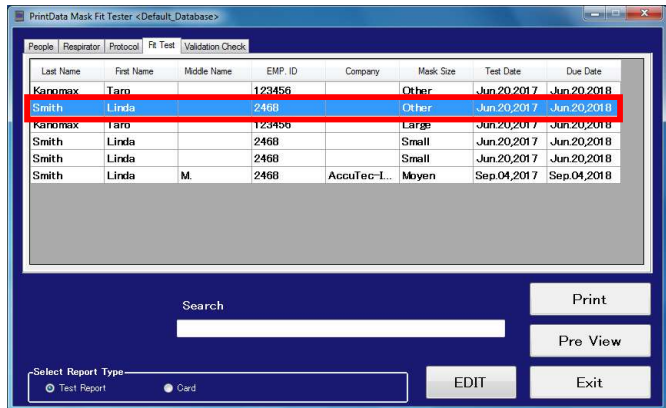 PrintData Mask Fit Tester <Default_Database>
People Respirator Protocol Fit Test Validation Check
Last Name First Name Middle Name EMP. ID Company Mask Size Test Date Due Date
Kanomax Taro 123456 Other Jun.20,2017 Jun.20,2018
Smith Linda 2468 Other Jun.20,2017 Jun.20,2018
Kanomax Taro 123456 Large Jun.20,2017 Jun.20,2018
Smith Linda 2468 Small Jun.20,2017 Jun.20,2018
Smith Linda 2468 Small Jun.20,2017 Jun.20,2018
Smith Linda M. 2468 AccuTec-I... Moyen Sep.04,2017 Sep.04,2018
Search
Print
Pre View
Select Report Type
Test Report Card
EDIT
Exit